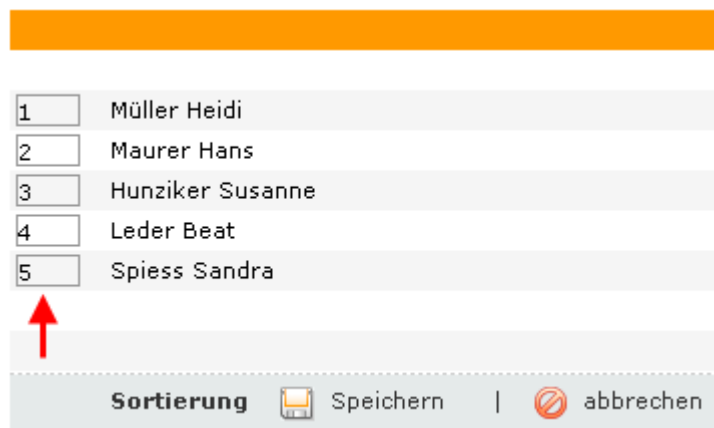 1 Müller Heidi
2 Maurer Hans
3 Hunziker Susanne
4 Leder Beat
5 Spiess Sandra
Sortierung Speichern | abbrechen